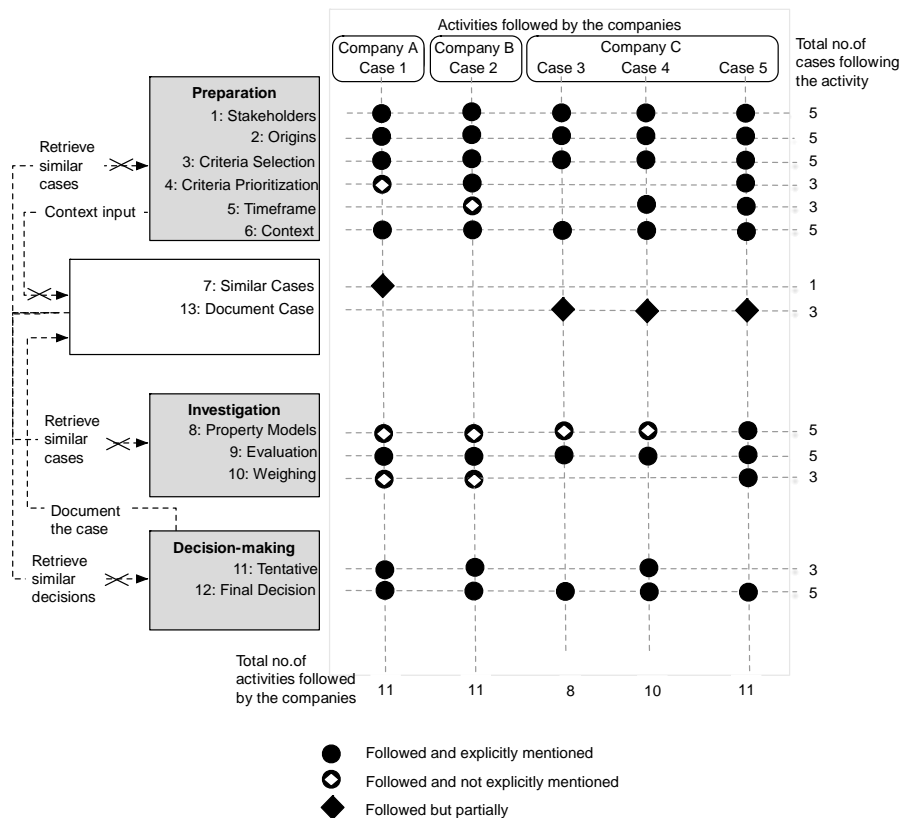 Activities followed by the companies
Company A
Company B
Company C
Case 1
Case 2
Case 3
Case 4
Case 5
Total no.of
cases following
the activity
Preparation
1: Stakeholders
5
2: Origins
5
3: Criteria Selection
5
4: Criteria Prioritization
3
5: Timeframe
3
6: Context
5
Retrieve
similar
cases
Context input
7: Similar Cases
1
13: Document Case
3
Investigation
8: Property Models
5
9: Evaluation
5
10: Weighing
3
Retrieve
similar
cases
Document
the case
Decision-making
11: Tentative
3
12: Final Decision
5
Retrieve
similar
decisions
Total no.of
activities followed
by the companies
11
11
8
10
11
Followed and explicitly mentioned
Followed and not explicitly mentioned
Followed but partially